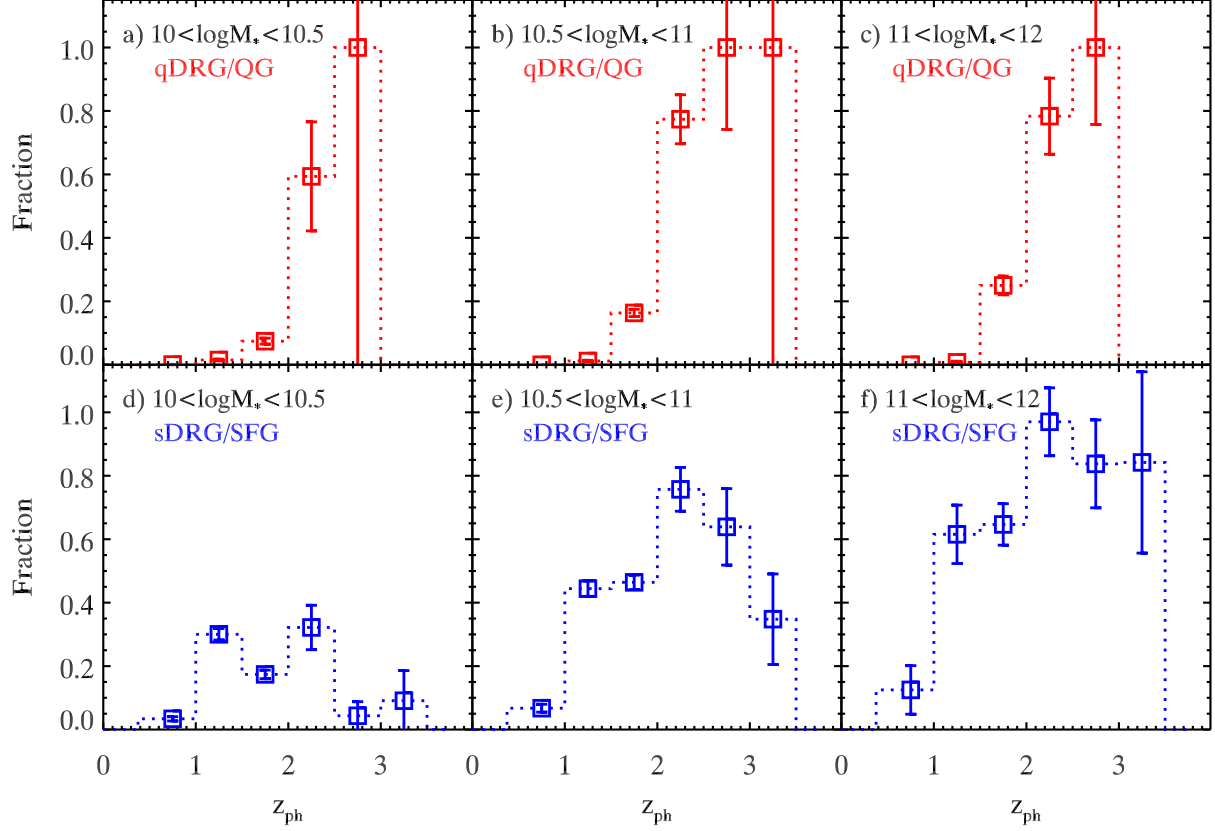 a) 10<logM*<10.5
qDRG/QG
b) 10.5<logM*<11
qDRG/QG
c) 11<logM*<12
qDRG/QG
1.0
0.8
0.6
0.4
0.2
0.0
Fraction
d) 10<logM*<10.5
sDRG/SFG
e) 10.5<logM*<11
sDRG/SFG
f) 11<logM*<12
sDRG/SFG
1.0
0.8
0.6
0.4
0.2
0.0
Fraction
0 1 2 3 0 1 2 3 0 1 2 3
zph zph zph